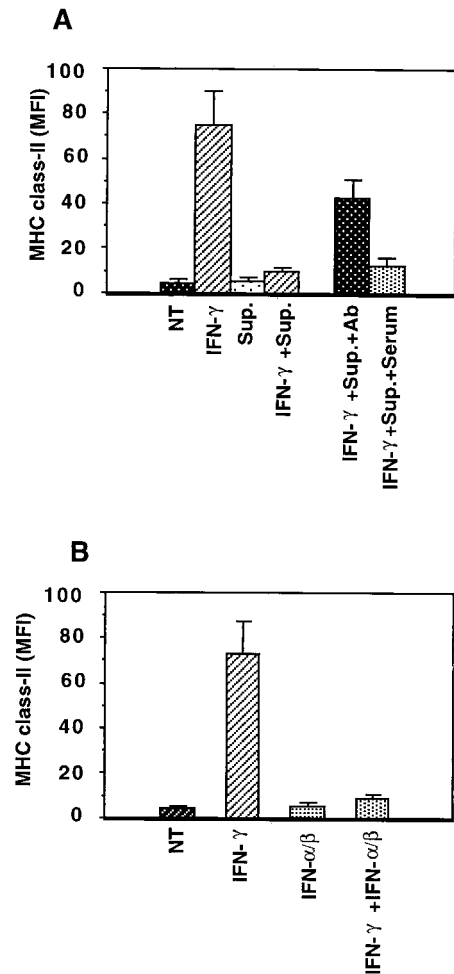 A
MHC class-II (MFI)
100
80
60
40
20
0
NT
IFN-γ
Sup.
IFN-γ +Sup.
IFN-γ +Sup.+Ab
IFN-γ+Sup.+Serum
B
MHC class-II (MFI)
100
80
60
40
20
0
NT
IFN- γ
IFN-α/β
IFN-γ +IFN-α/β